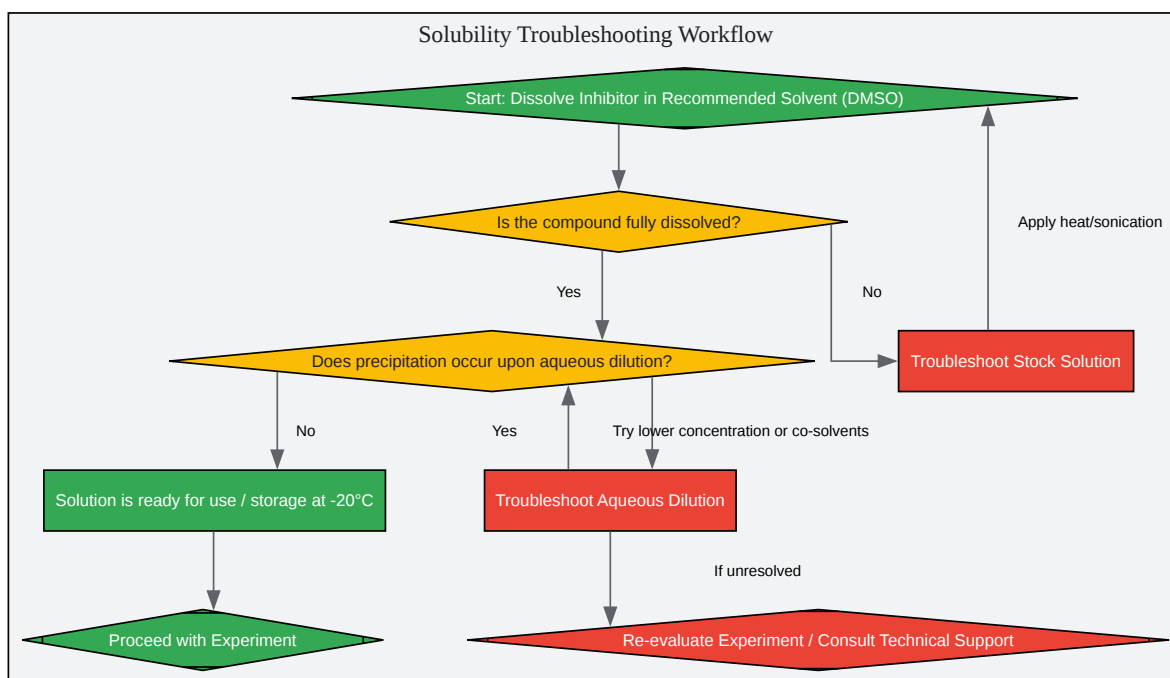 Solubility Troubleshooting Workflow
Start: Dissolve Inhibitor in Recommended Solvent (DMSO)
Is the compound fully dissolved?
Apply heat/sonication
Yes
No
Does precipitation occur upon aqueous dilution?
Troubleshoot Stock Solution
No
Yes
Try lower concentration or co-solvents
Solution is ready for use / storage at -20°C
Troubleshoot Aqueous Dilution
If unresolved
Proceed with Experiment
Re-evaluate Experiment / Consult Technical Support